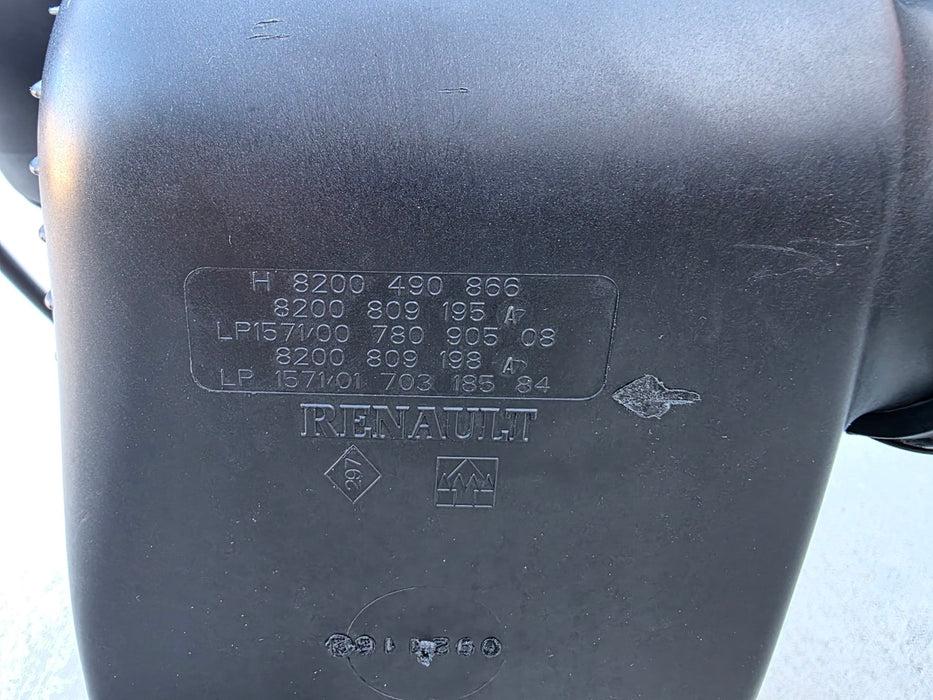 H 8200 490 866
8200 809 195 A
LP1571/00 780 905 08
8200 809 198 A
LP 1571/01 703 185 84
RENAULT
297